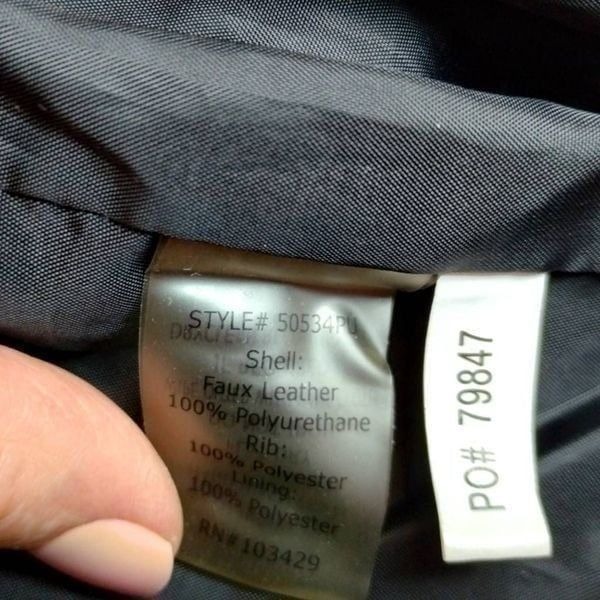 STYLE# 50534PU
Shell:
Faux Leather
100% Polyurethane
Rib:
100% Polyester
Lining:
100% Polyester
RN#103429
PO# 79847